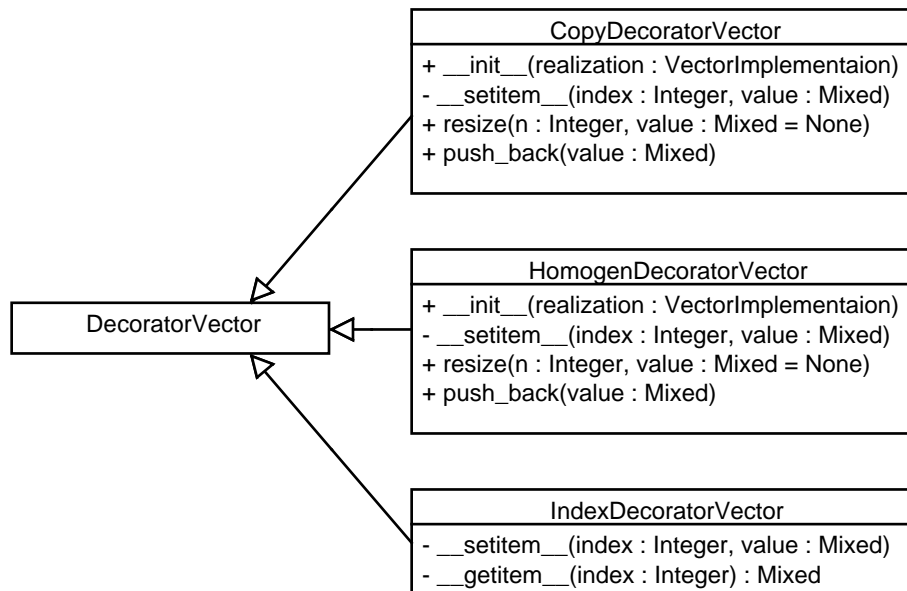 CopyDecoratorVector
+ __init__(realization : VectorImplementaion)
- __setitem__(index : Integer, value : Mixed)
+ resize(n : Integer, value : Mixed = None)
+ push_back(value : Mixed)
HomogenDecoratorVector
+ __init__(realization : VectorImplementaion)
- __setitem__(index : Integer, value : Mixed)
+ resize(n : Integer, value : Mixed = None)
+ push_back(value : Mixed)
DecoratorVector
IndexDecoratorVector
- __setitem__(index : Integer, value : Mixed)
- __getitem__(index : Integer) : Mixed